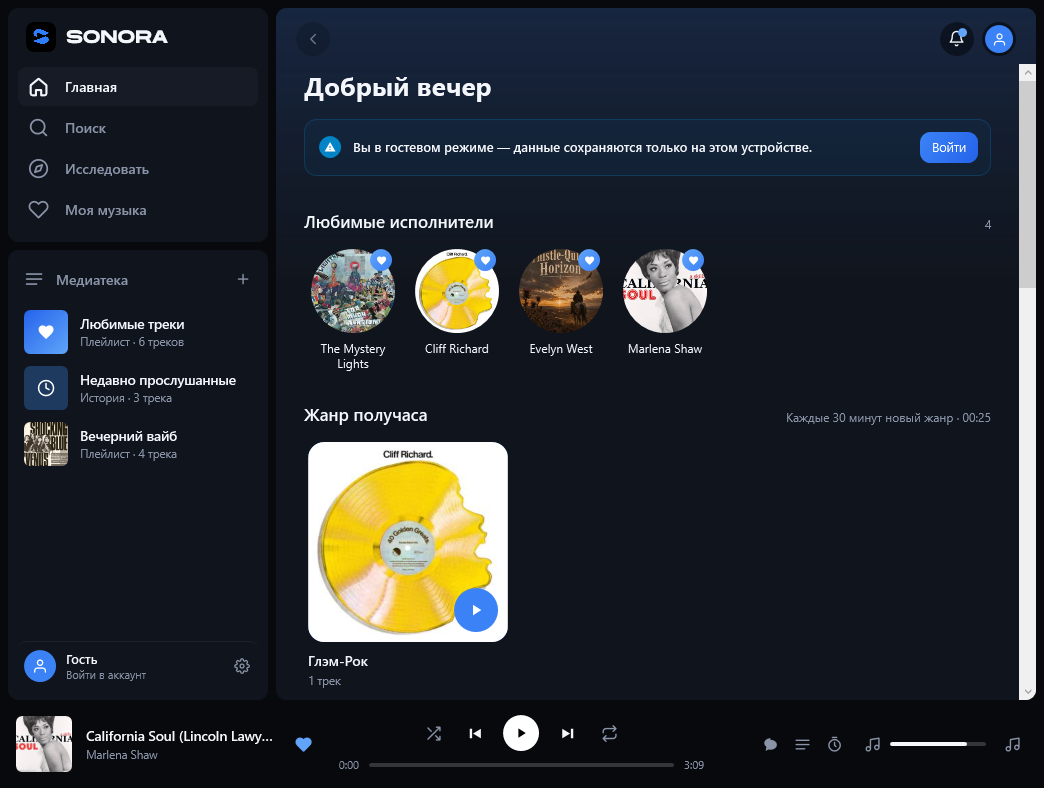 SONORA
Главная
Поиск
Исследовать
Моя музыка
Медиатека
Любимые треки
Плейлист · 6 треков
Недавно прослушанные
История · 3 трека
Вечерний вайб
Плейлист · 4 трека
Гость
Войти в аккаунт
Добрый вечер
Вы в гостевом режиме — данные сохраняются только на этом устройстве.
Войти
Любимые исполнители
4
The Mystery
Lights
Cliff Richard
Evelyn West
Marlena Shaw
Жанр получаса
Каждые 30 минут новый жанр · 00:25
Cliff Richard.
40 Golden Greats
Глэм-Рок
1 трек
California Soul (Lincoln Lawy...
Marlena Shaw
0:00
3:09